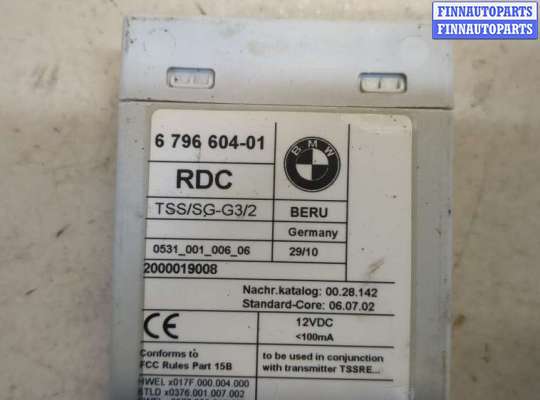 FINNAUTOPARTS
FINNAUTOPARTS
6 796 604-01
BMW
RDC
TSS/SG-G3/2
BERU
Germany
0531_001_006_06
29/10
2000019008
Nachr.katalog: 00.28.142
Standard-Core: 06.07.02
CE
12VDC
<100mA
Conforms to
FCC Rules Part 15B
to be used in conjunction
with transmitter TSSRE...
HWEL x017F 000.004.000
BTLD x0376.001.007.002